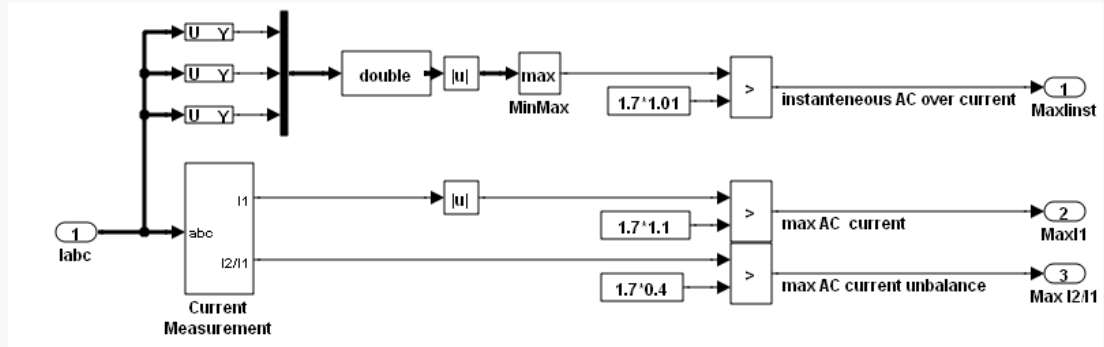 U Y
U Y
U Y
double
|u|
max
MinMax
1.7*1.01
>
instanteneous AC over current
1
MaxIinst
1
Iabc
abc
I1
I2/I1
Current
Measurement
|u|
1.7*1.1
>
max AC current
2
MaxI1
1.7*0.4
>
max AC current unbalance
3
Max I2/I1